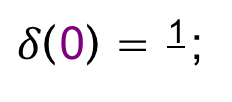 δ(0) = 1;